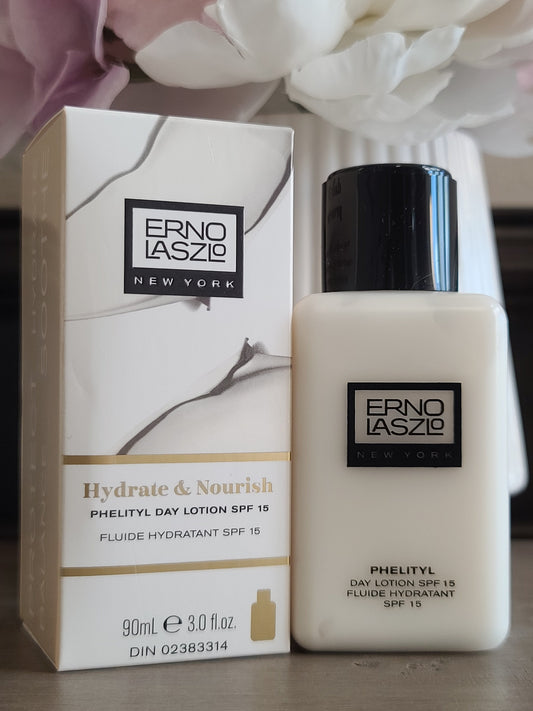 ERNO
LASZLO
NEW YORK
Hydrate & Nourish
PHELITYL DAY LOTION SPF 15
FLUIDE HYDRATANT SPF 15
90mL ℮ 3.0 fl.oz.
DIN 02383314
ERNO
LASZLO
NEW YORK
PHELITYL
DAY LOTION SPF 15
FLUIDE HYDRATANT
SPF 15